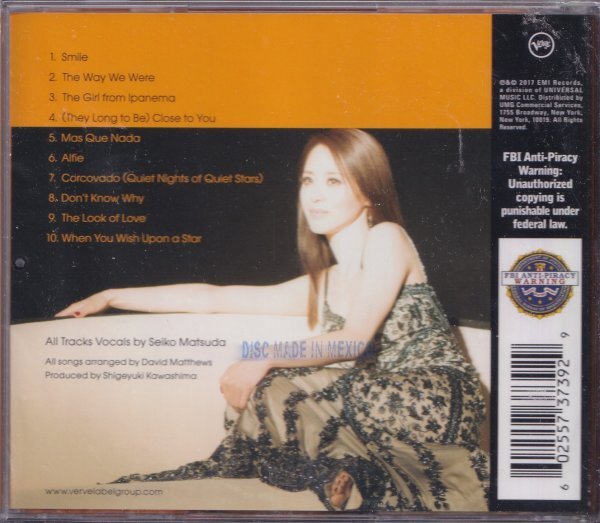 1. Smile
2. The Way We Were
3. The Girl from Ipanema
4. (They Long to Be) Close to You
5. Mas Que Nada
6. Alfie
7. Corcovado (Quiet Nights of Quiet Stars)
8. Don't Know Why
9. The Look of Love
10. When You Wish Upon a Star
All Tracks Vocals by Seiko Matsuda
All songs arranged by David Matthews
Produced by Shigeyuki Kawashima
DISC MADE IN MEXICO
www.vervelabelgroup.com
Verve
℗&© 2017 EMI Records,
a division of UNIVERSAL
MUSIC LLC. Distributed by
UMG Commercial Services,
1755 Broadway, New York,
New York, 10019. All Rights
Reserved.
FBI Anti-Piracy
Warning:
Unauthorized
copying is
punishable under
federal law.
FBI ANTI-PIRACY
WARNING
6 02557 37392 9